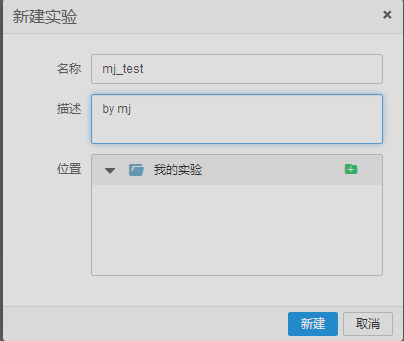 新建实验
名称 mj_test
描述 by mj
位置 我的实验
新建 取消